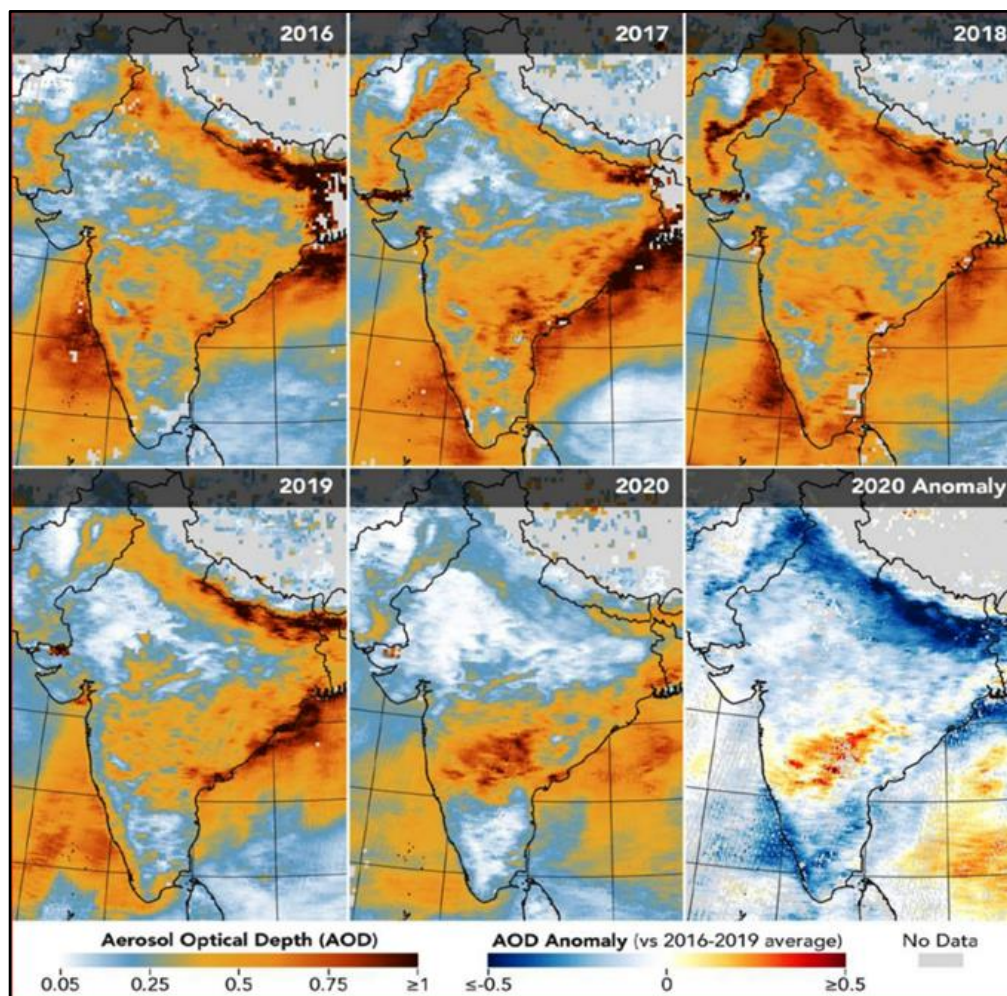 2016
2017
2018
2019
2020
2020 Anomaly
Aerosol Optical Depth (AOD)
0.05 0.25 0.5 0.75 ≥1
AOD Anomaly (vs 2016-2019 average)
≤-0.5 0 ≥0.5
No Data